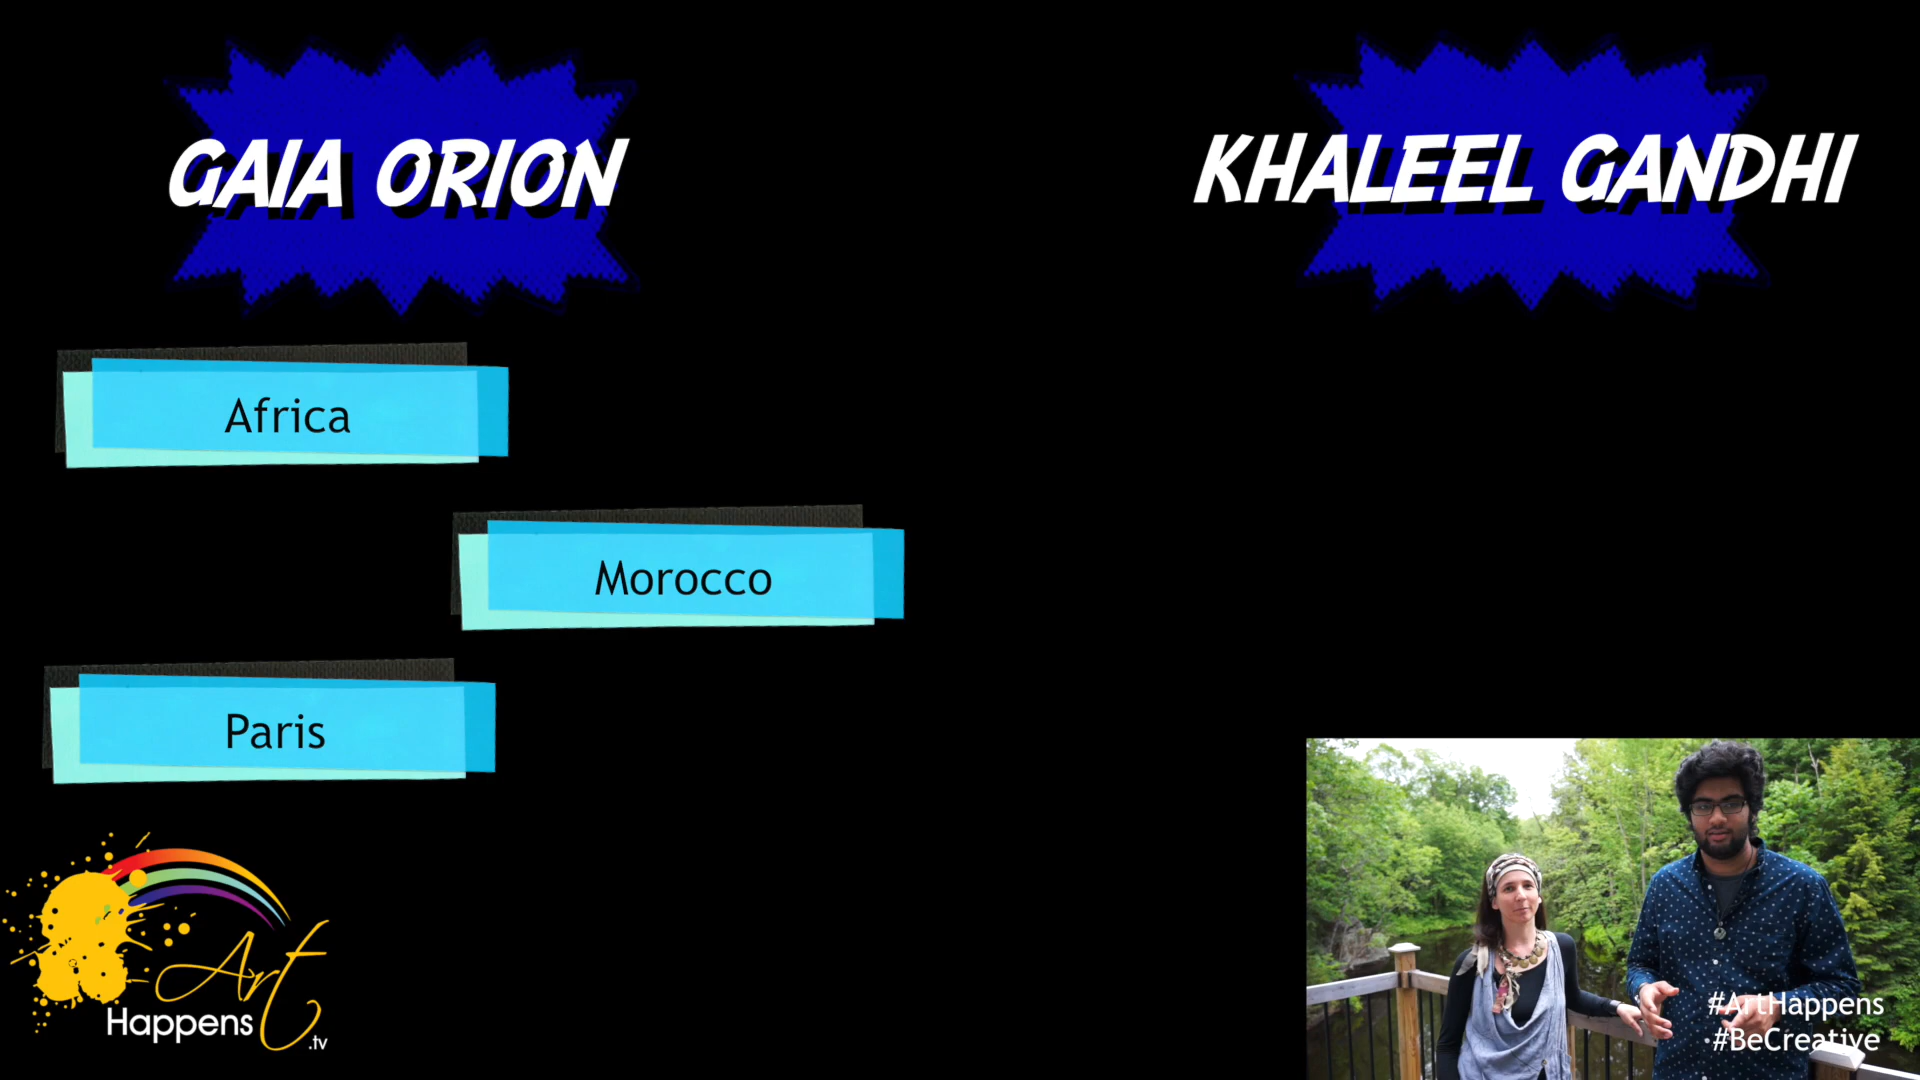 GAIA ORION
KHALEEL GANDHI
Africa
Morocco
Paris
Art
Happens
.tv
#ArtHappens
#BeCreative